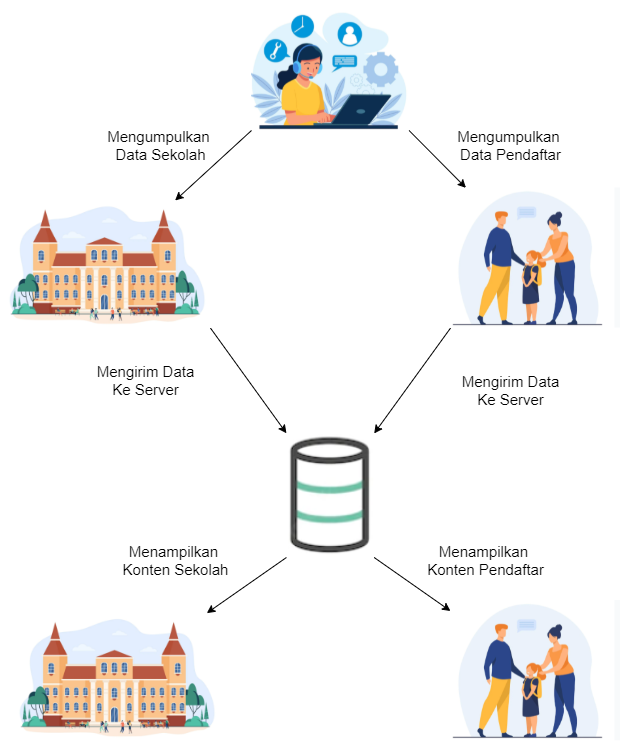 Mengumpulkan
Data Sekolah
Mengumpulkan
Data Pendaftar
Mengirim Data
Ke Server
Mengirim Data
Ke Server
Menampilkan
Konten Sekolah
Menampilkan
Konten Pendaftar